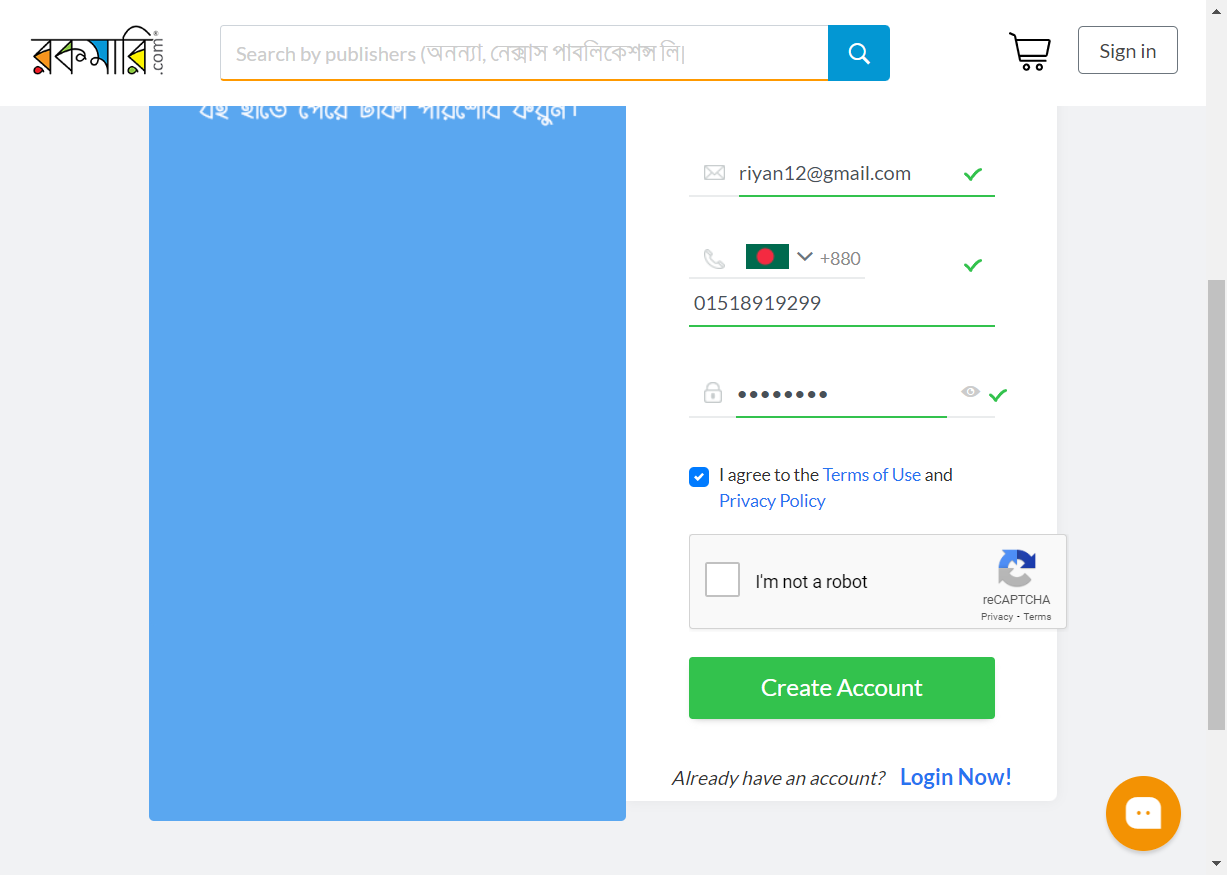 রকমারি
.com
Search by publishers (অনন্যা, নেক্সাস পাবলিকেশন্স লি|
Sign in
বই হাতে পেয়ে টাকা পরিশোধ করুন।
riyan12@gmail.com
+880
01518919299
I agree to the Terms of Use and
Privacy Policy
I'm not a robot
reCAPTCHA
Privacy - Terms
Create Account
Already have an account? Login Now!